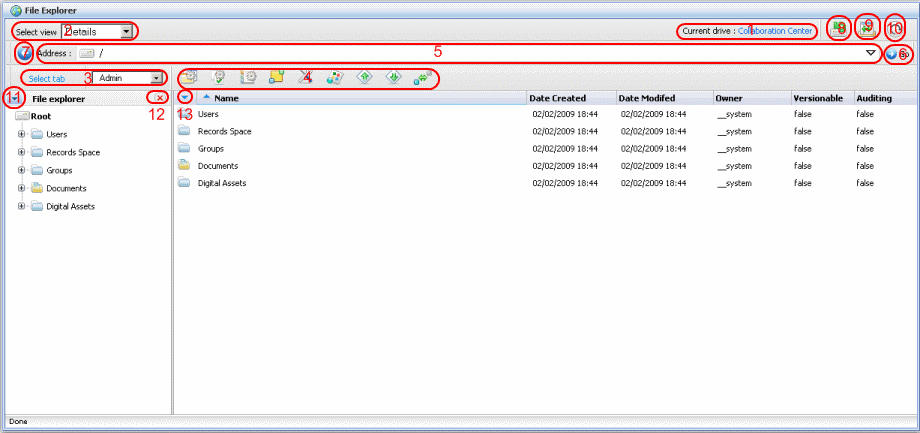 File Explorer
Select view 2 Details Current drive : Collaboration Center 1 8 9 10
7 Address : / 5 6 Go
Select tab 3 Admin 4
11 File explorer 12 13 Name Date Created Date Modifed Owner Versionable Auditing
Root
Users
Records Space
Groups
Documents
Digital Assets
Users 02/02/2009 18:44 02/02/2009 18:44 __system false false
Records Space 02/02/2009 18:44 02/02/2009 18:44 __system false false
Groups 02/02/2009 18:44 02/02/2009 18:44 __system false false
Documents 02/02/2009 18:44 02/02/2009 18:44 __system false false
Digital Assets 02/02/2009 18:44 02/02/2009 18:44 __system false false
Done